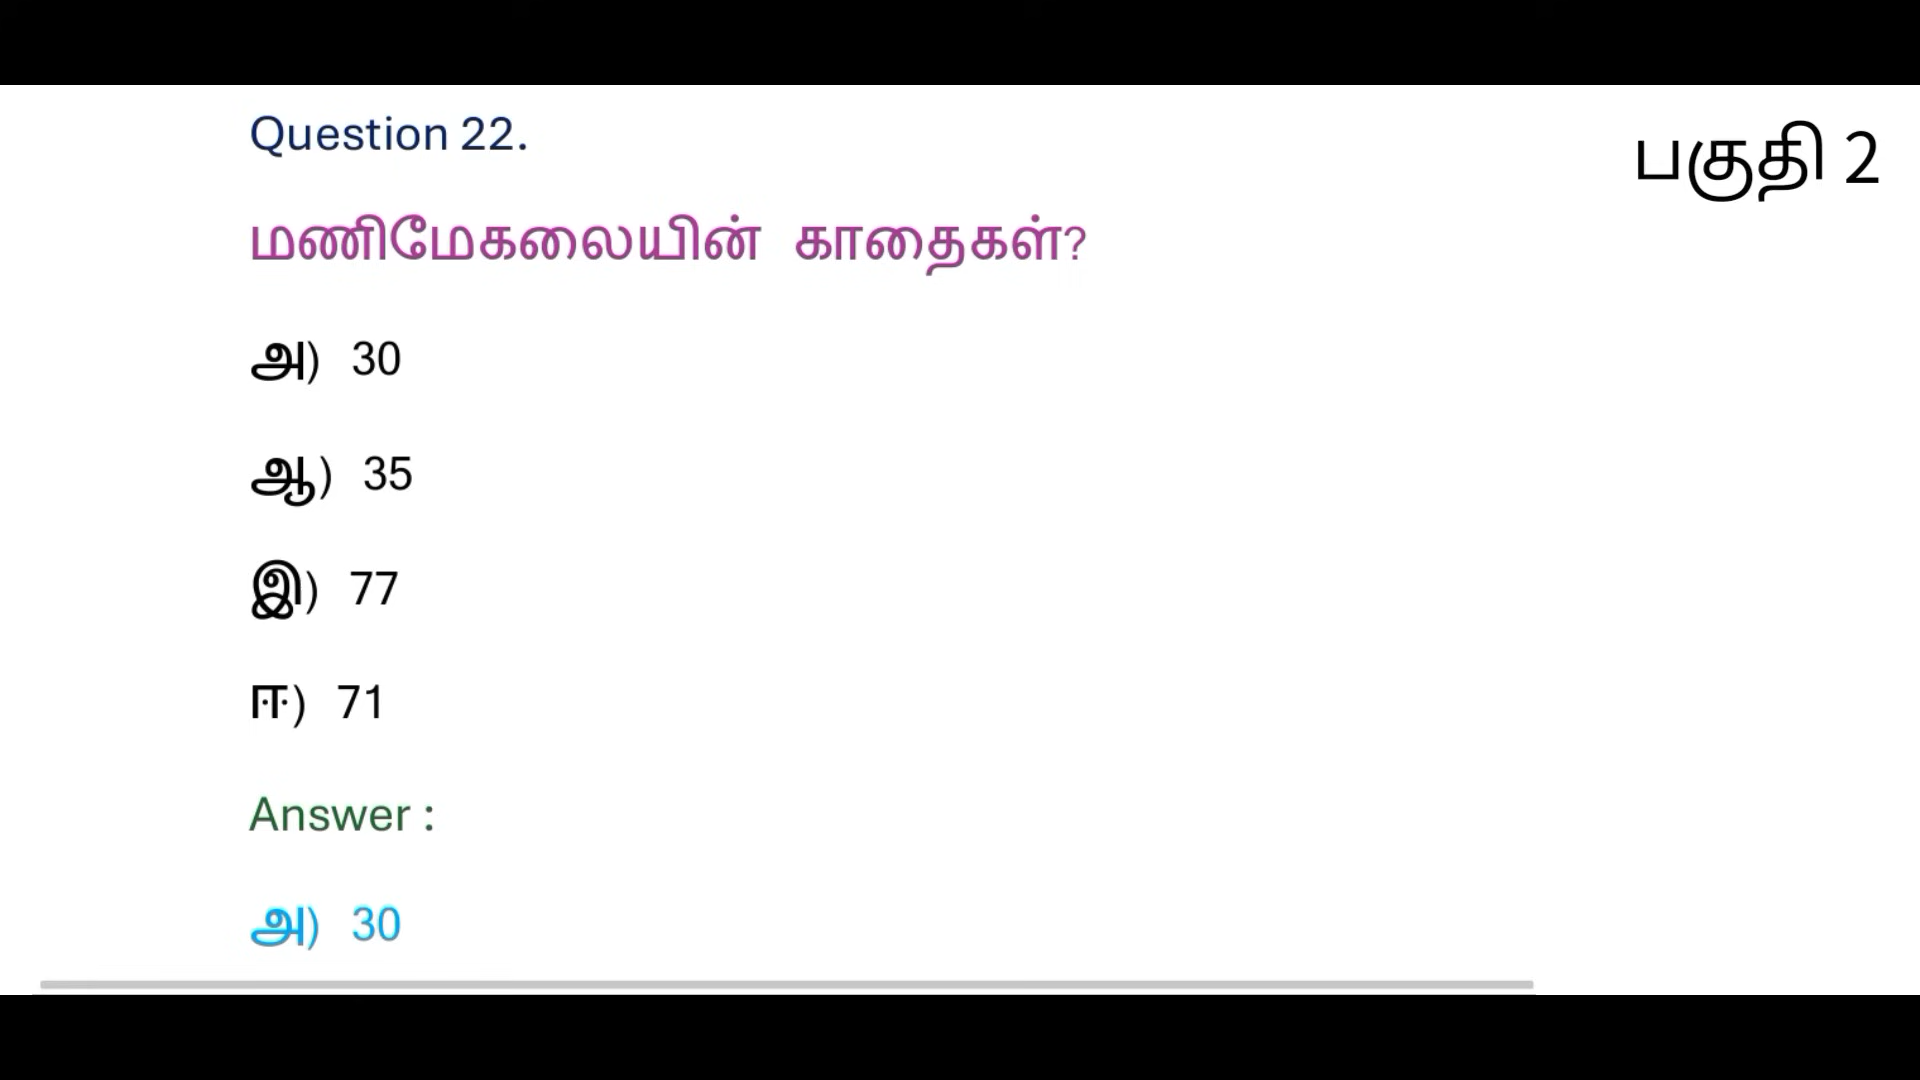 Question 22.
பகுதி 2
மணிமேகலையின் காதைகள்?
அ) 30
ஆ) 35
இ) 77
ஈ) 71
Answer :
அ) 30